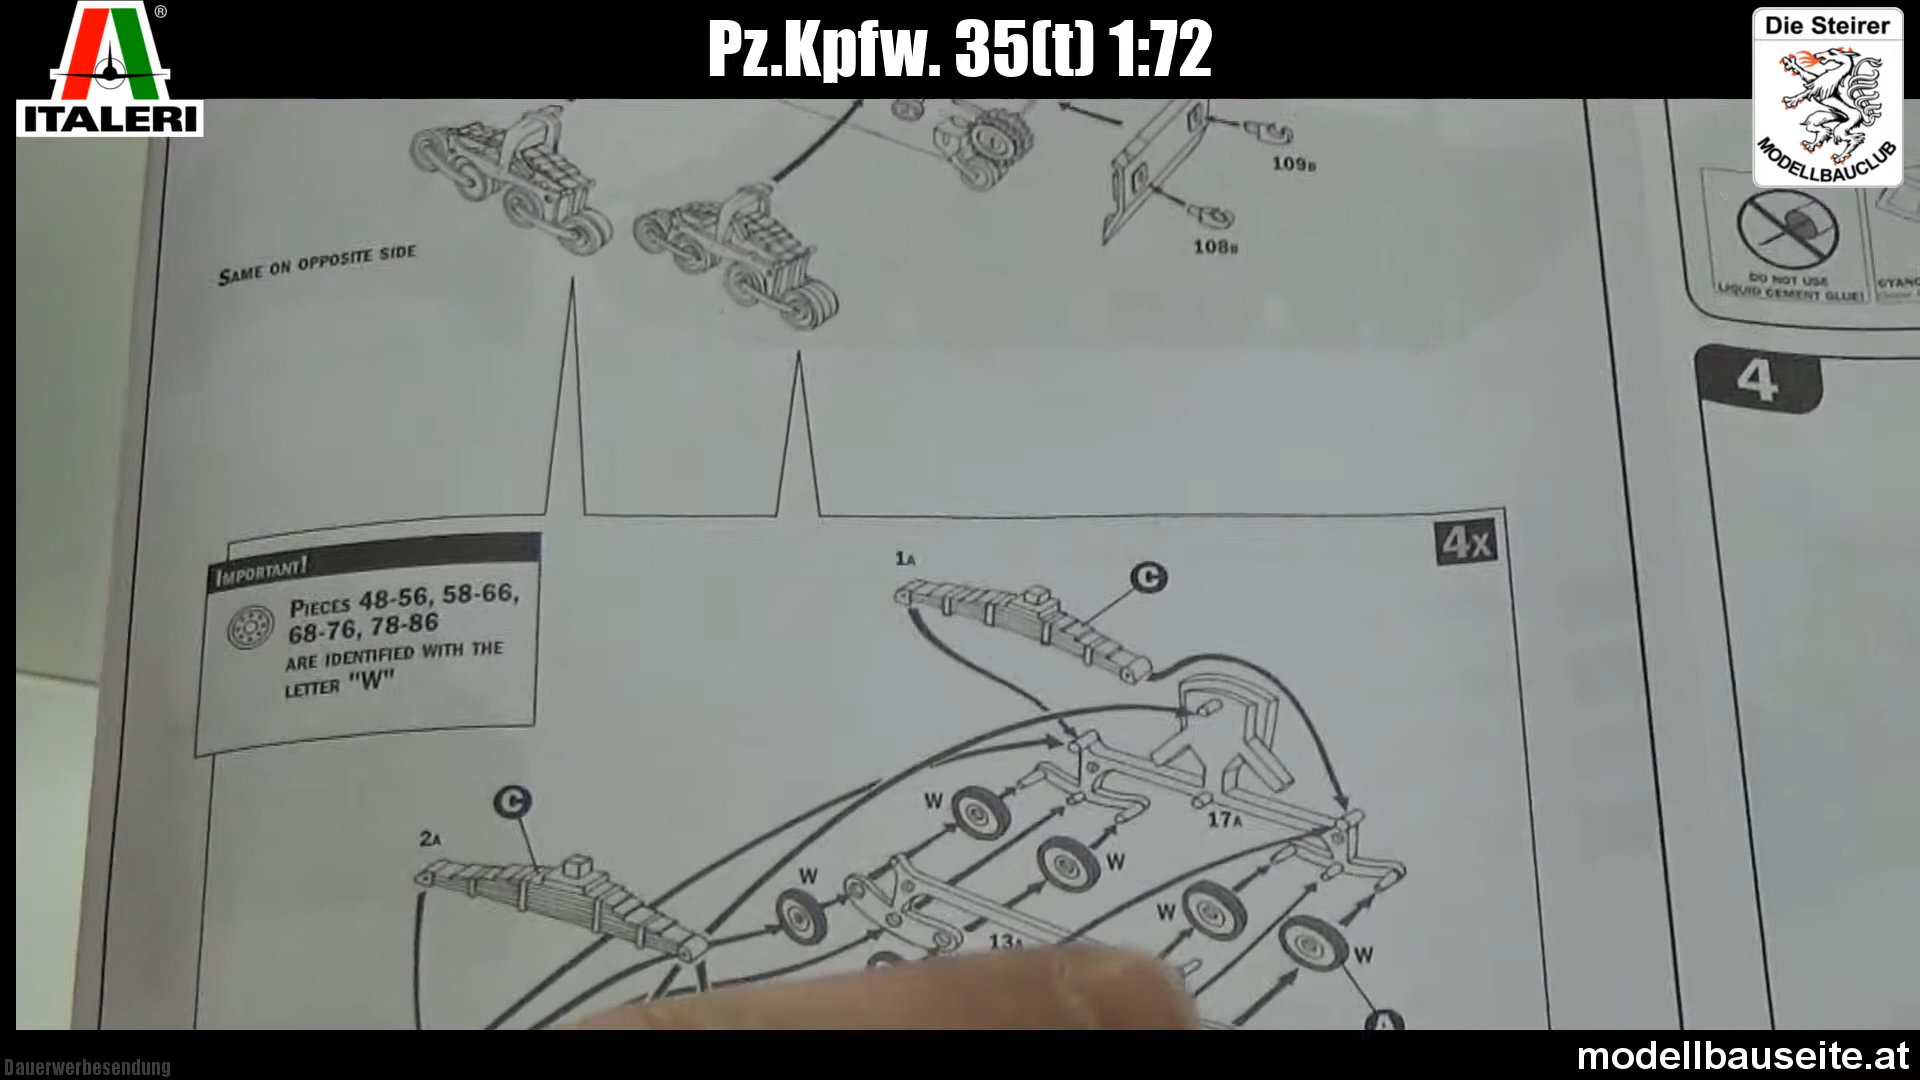 Pz.Kpfw. 35(t) 1:72
ITALERI
®
Die Steirer
MODELLBAUCLUB
109B
108B
SAME ON OPPOSITE SIDE
DO NOT USE
LIQUID CEMENT GLUE!
4
4X
IMPORTANT!
PIECES 48-56, 58-66,
68-76, 78-86
ARE IDENTIFIED WITH THE
LETTER "W"
1A
C
C
2A
W
W
W
17A
W
13A
W
A
modellbauseite.at
Dauerwerbesendung